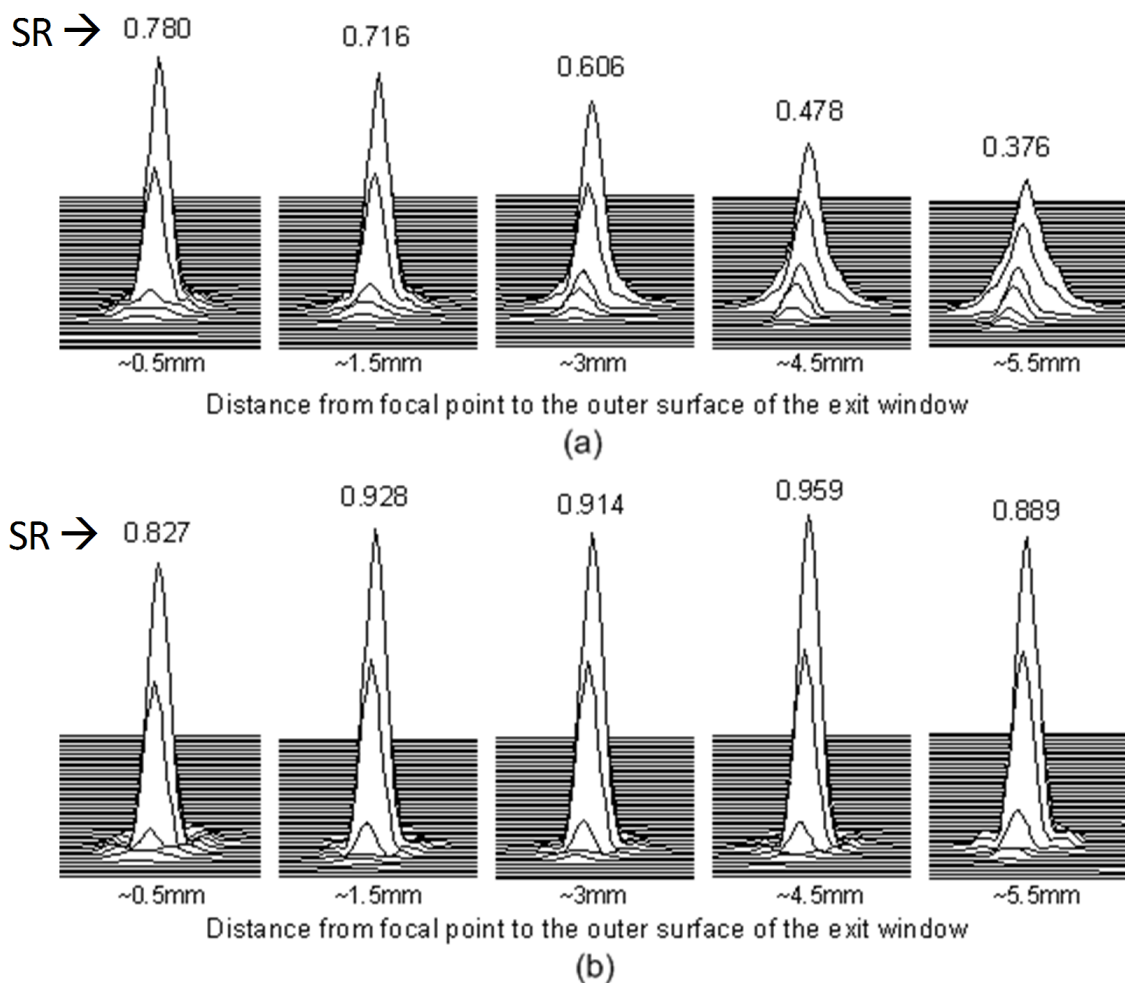 SR → 0.780 0.716 0.606 0.478 0.376
~0.5mm ~1.5mm ~3mm ~4.5mm ~5.5mm
Distance from focal point to the outer surface of the exit window
(a)
SR → 0.827 0.928 0.914 0.959 0.889
~0.5mm ~1.5mm ~3mm ~4.5mm ~5.5mm
Distance from focal point to the outer surface of the exit window
(b)